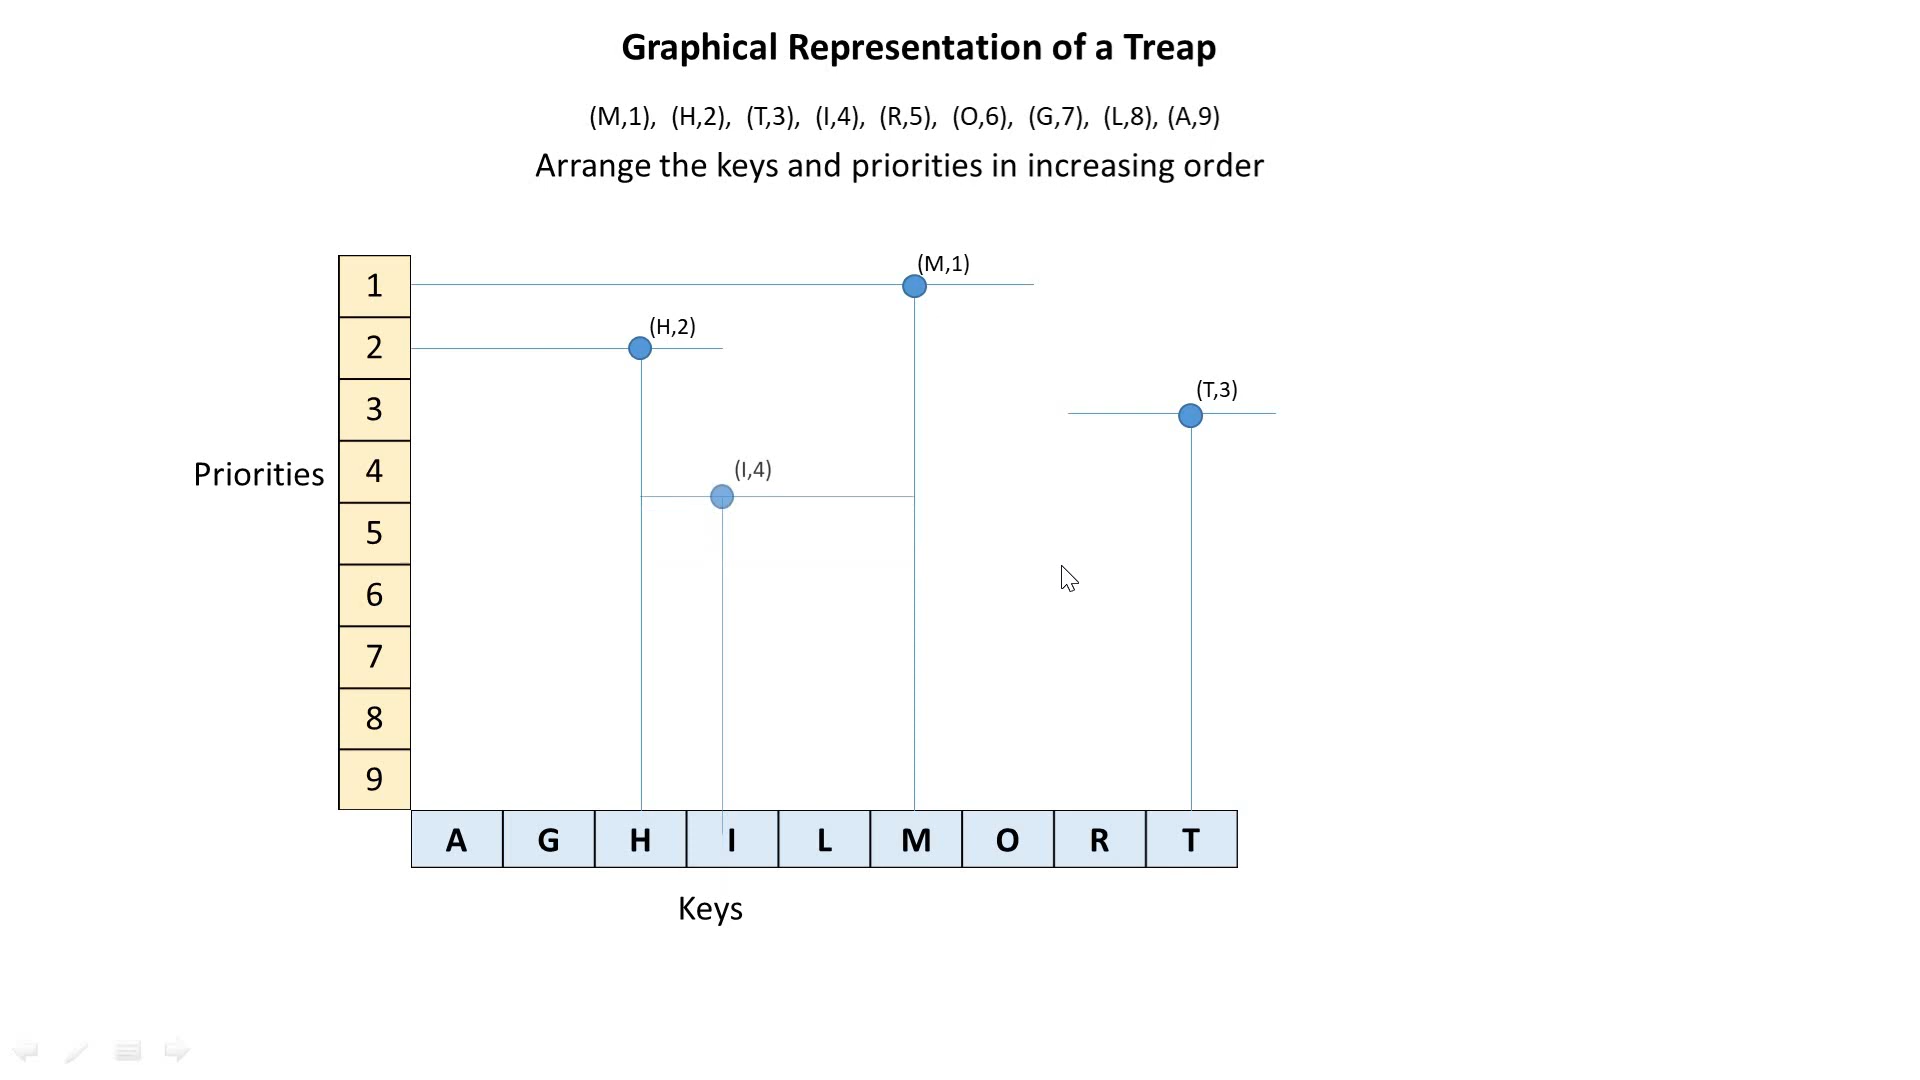 Graphical Representation of a Treap
(M,1), (H,2), (T,3), (I,4), (R,5), (O,6), (G,7), (L,8), (A,9)
Arrange the keys and priorities in increasing order
(M,1)
(H,2)
(T,3)
(I,4)
Priorities
1
2
3
4
5
6
7
8
9
A G H I L M O R T
Keys